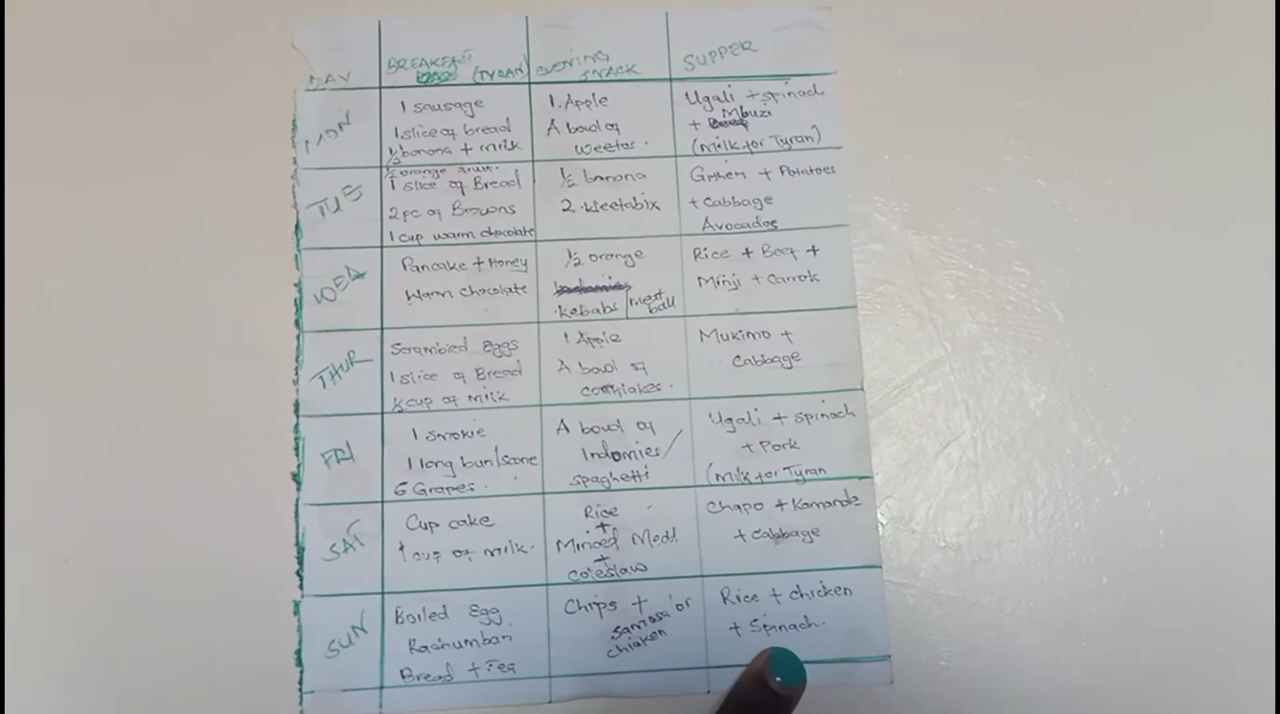 DAY
BREAKFAST
(TYRAN)
EVENING
SNACK
SUPPER
MON
1 sausage
1 slice of bread
½ banana + milk
1. Apple
A bowl of
weetos.
Ugali + spinach
+ Mbuzi
(Milk for Tyran)
TUE
½ orange fruit.
1 slice of Bread
2 pc of Browns
1 cup warm chocolate
½ banana
2. Weetabix
Githeri + Potatoes
+ Cabbage
Avocados
WED
Pancake + Honey
Warm chocolate
½ orange
.kebabs/meat
ball
Rice + Beef +
Minji + Carrots
THUR
Scrambled Eggs
1 slice of Bread
½ cup of milk
1 Apple
A bowl of
cornflakes.
Mukimo +
Cabbage
FRI
1 smokie
1 long bun/scone
6 Grapes.
A bowl of
Indomies/
spaghetti
Ugali + spinach
+ Pork
(Milk for Tyran
SAT
Cup cake
1 cup of milk.
Rice
+
Minced Meat
+
coleslaw
Chapo + Kamande
+ Cabbage
SUN
Boiled Egg
Kachumbari
Bread + Tea
Chips +
samosa or
chicken
Rice + chicken
+ Spinach.